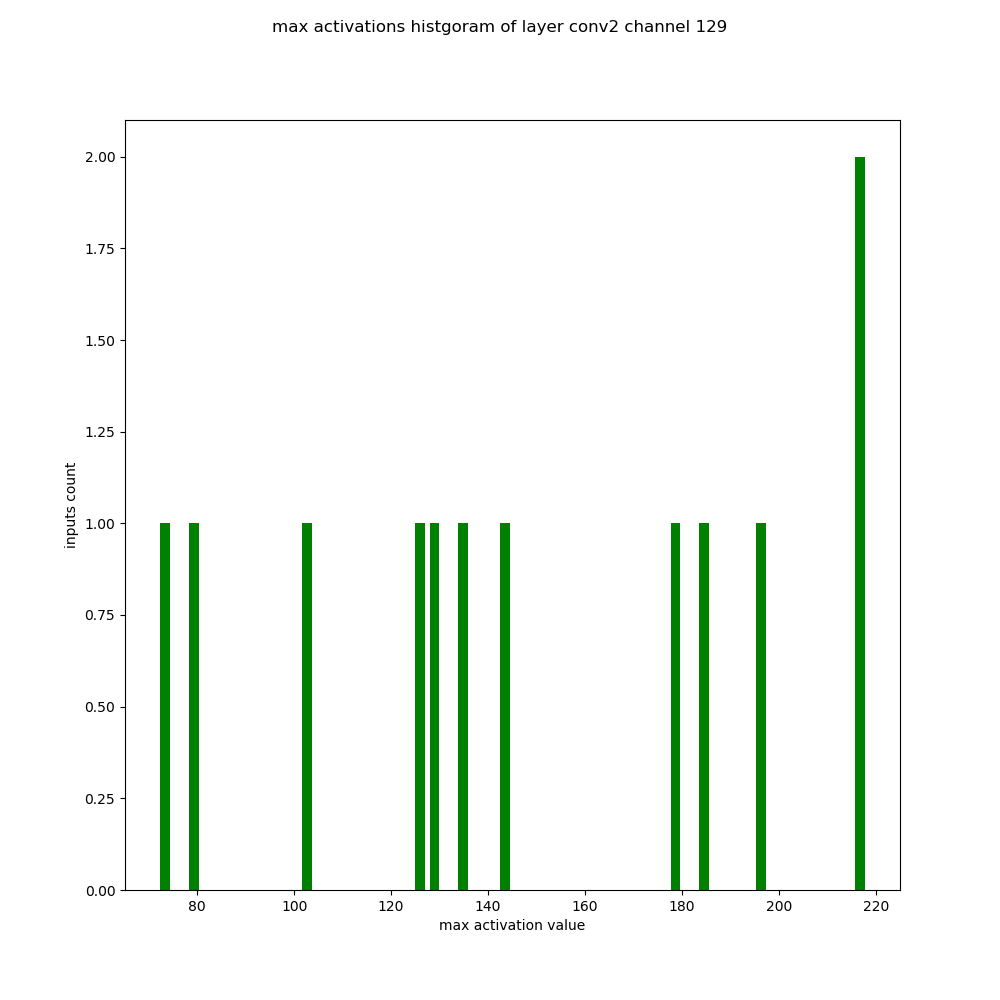 max activations histgoram of layer conv2 channel 129
2.00
1.75
1.50
1.25
1.00
0.75
0.50
0.25
0.00
inputs count
80 100 120 140 160 180 200 220
max activation value